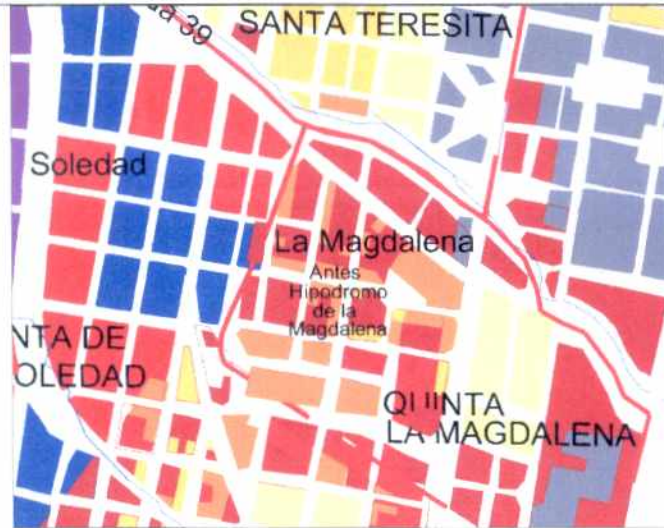 39
SANTA TERESITA
Soledad
La Magdalena
Antes
Hipodromo
de la
Magdalena
NTA DE
OLEDAD
QUINTA
LA MAGDALENA